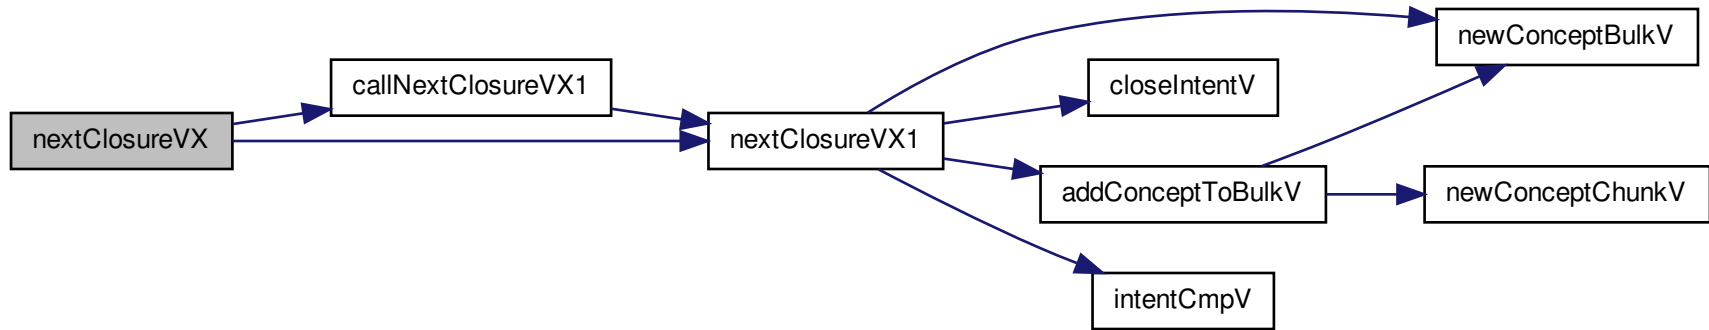 nextClosureVX
callNextClosureVX1
nextClosureVX1
newConceptBulkV
closeIntentV
addConceptToBulkV
newConceptChunkV
intentCmpV